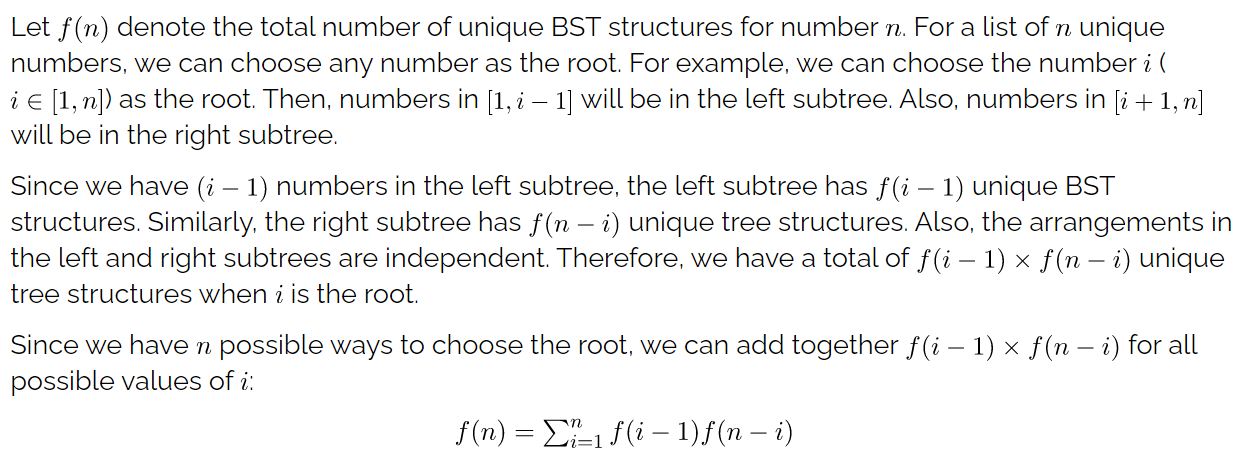 Let f(n) denote the total number of unique BST structures for number n. For a list of n unique
numbers, we can choose any number as the root. For example, we can choose the number i (
i ∈ [1, n]) as the root. Then, numbers in [1, i − 1] will be in the left subtree. Also, numbers in [i + 1, n]
will be in the right subtree.
Since we have (i − 1) numbers in the left subtree, the left subtree has f(i − 1) unique BST
structures. Similarly, the right subtree has f(n − i) unique tree structures. Also, the arrangements in
the left and right subtrees are independent. Therefore, we have a total of f(i − 1) × f(n − i) unique
tree structures when i is the root.
Since we have n possible ways to choose the root, we can add together f(i − 1) × f(n − i) for all
possible values of i:
f(n) = ∑ⁿᵢ₌₁ f(i − 1)f(n − i)